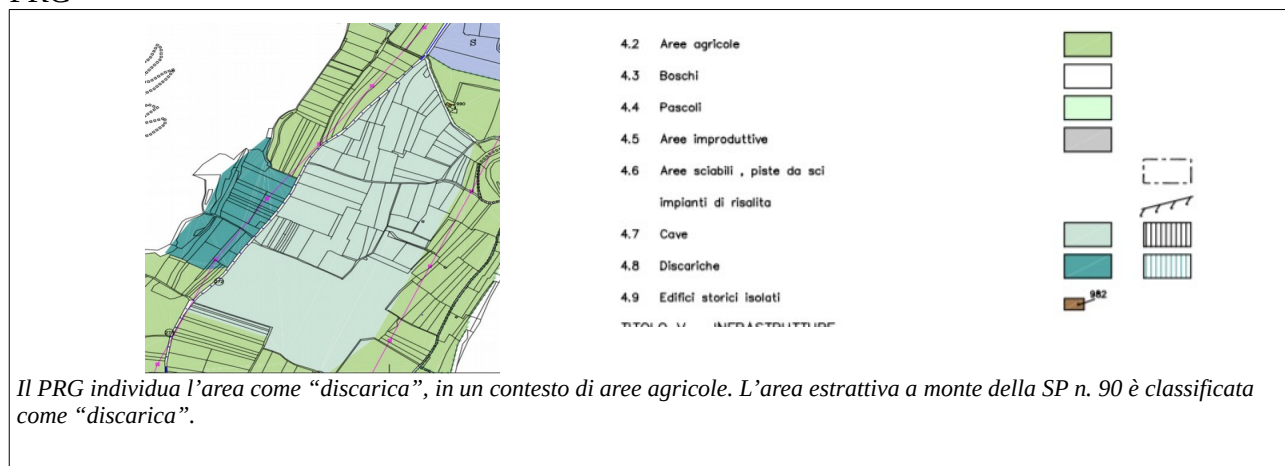 PRG
S
4.2 Aree agricole
4.3 Boschi
4.4 Pascoli
4.5 Aree improduttive
4.6 Aree sciabili , piste da sci
impianti di risalita
4.7 Cave
4.8 Discariche
4.9 Edifici storici isolati
982
TITOLO V INFRASTRUTTURE
Il PRG individua l’area come “discarica”, in un contesto di aree agricole. L’area estrattiva a monte della SP n. 90 è classificata
come “discarica”.